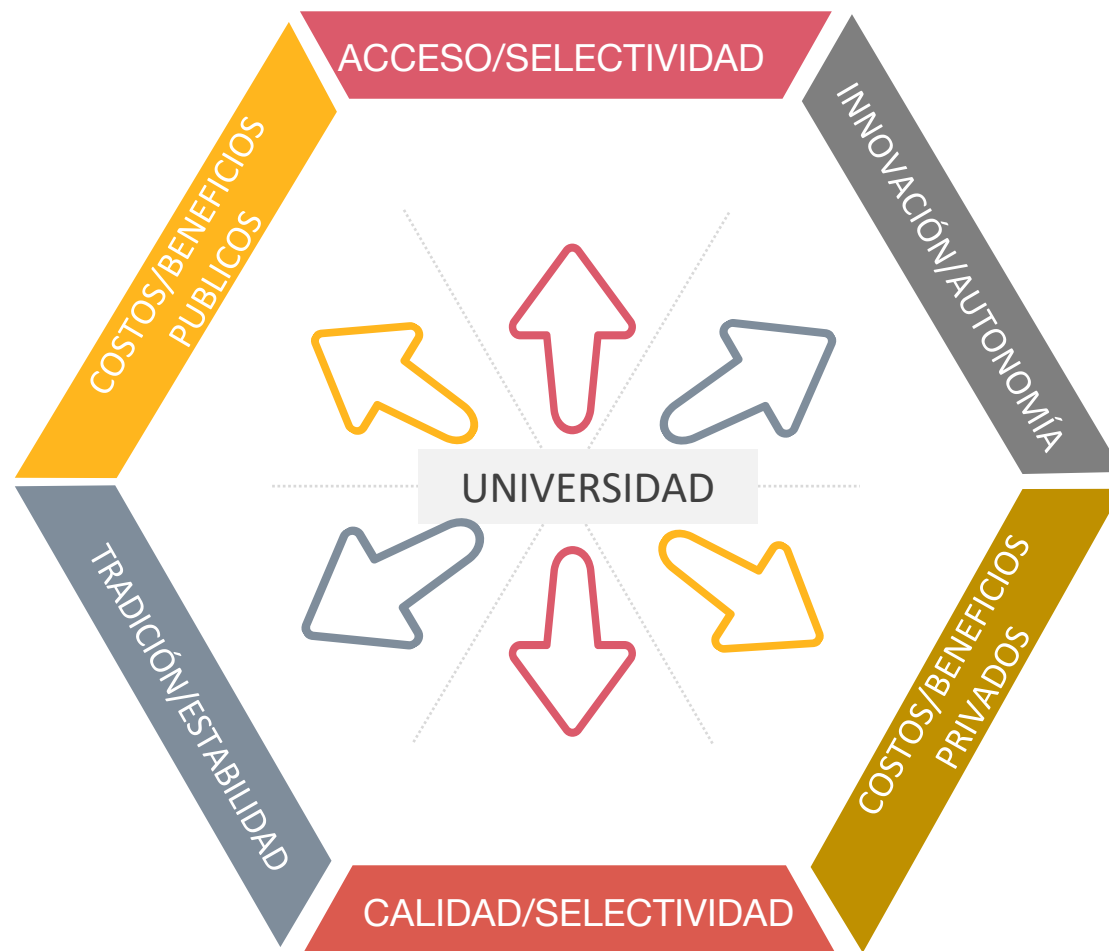 ACCESO/SELECTIVIDAD
COSTOS/BENEFICIOS
PUBLICOS
INNOVACIÓN/AUTONOMÍA
UNIVERSIDAD
TRADICIÓN/ESTABILIDAD
COSTOS/BENEFICIOS
PRIVADOS
CALIDAD/SELECTIVIDAD